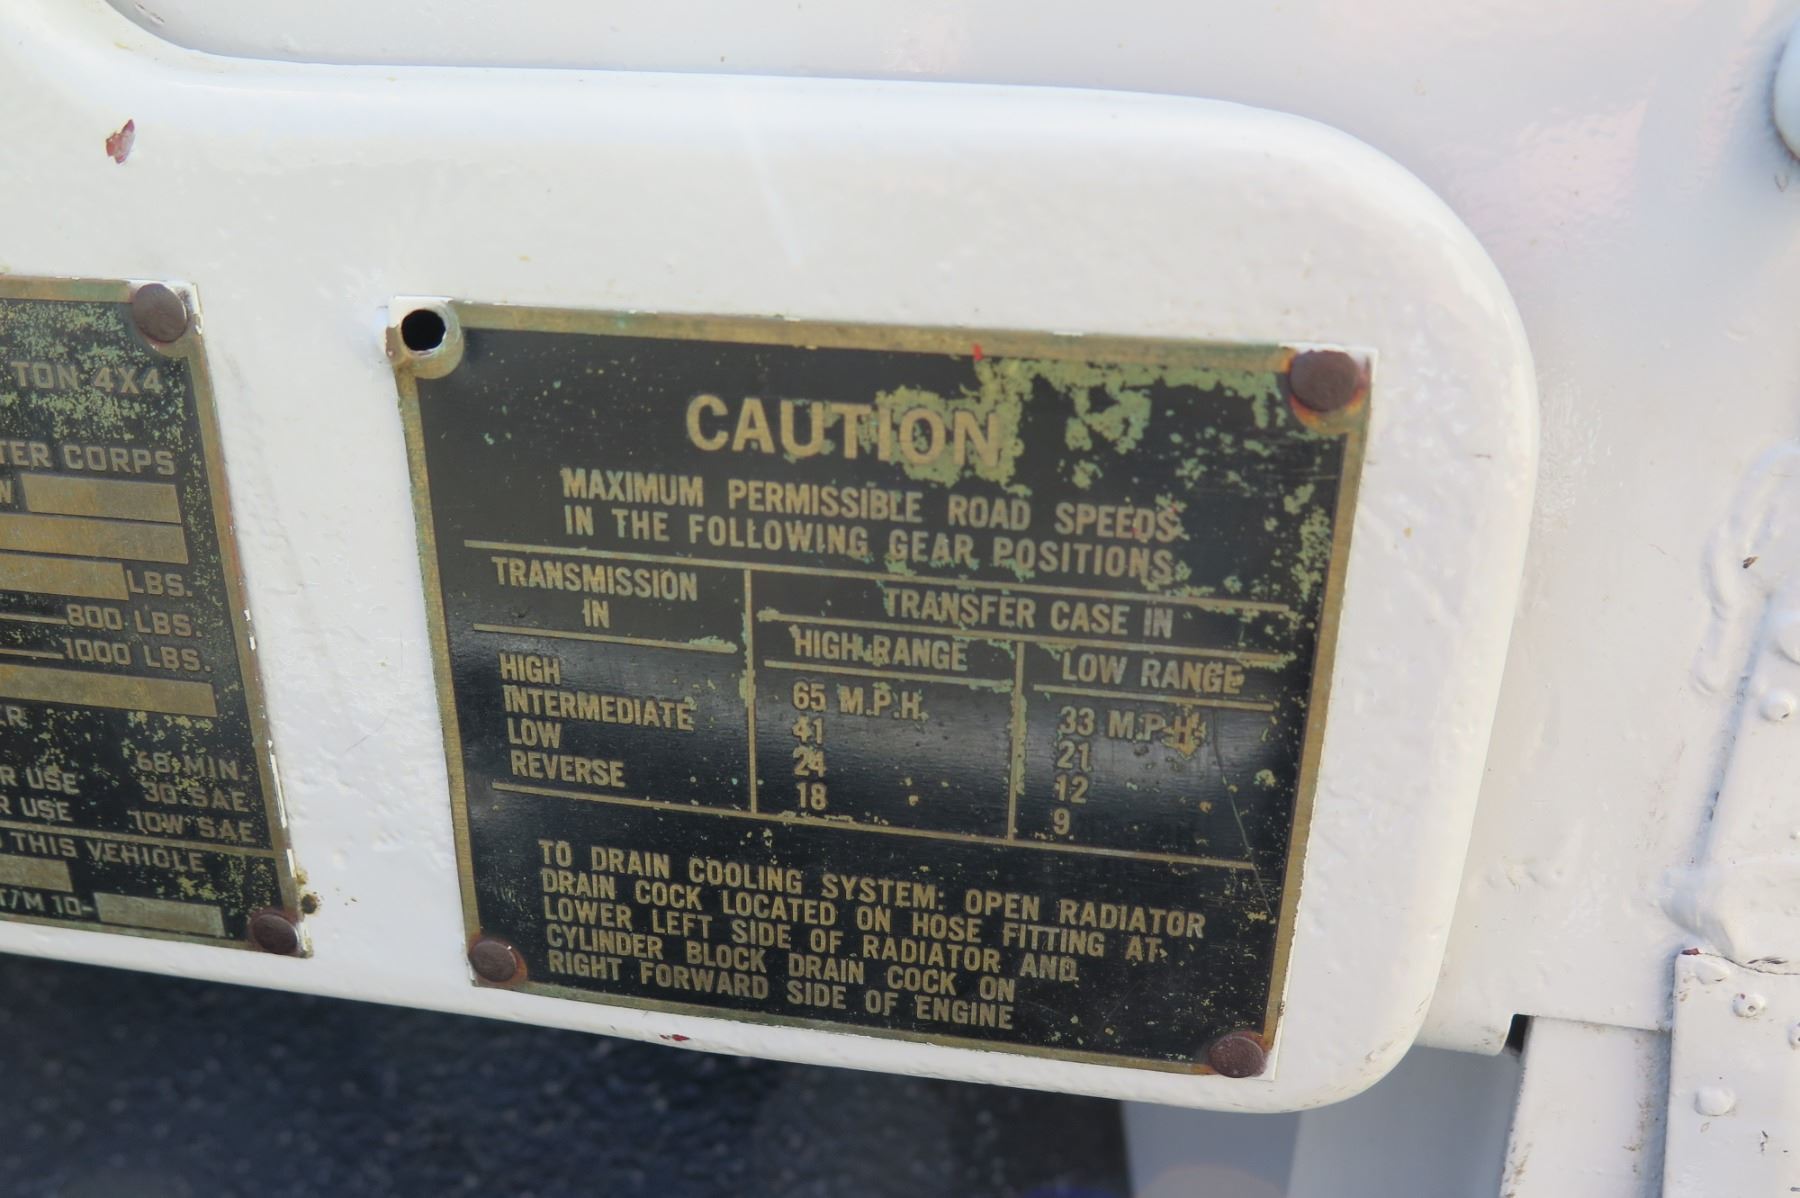 TON 4X4
TER CORPS
LBS.
800 LBS.
1000 LBS.
68 MIN.
R USE 30 SAE
R USE 10W SAE
THIS VEHICLE
T/M 10-
CAUTION
MAXIMUM PERMISSIBLE ROAD SPEEDS
IN THE FOLLOWING GEAR POSITIONS
TRANSMISSION
IN
TRANSFER CASE IN
HIGH RANGE LOW RANGE
HIGH 65 M.P.H. 33 M.P.H.
INTERMEDIATE 41 21
LOW 24 12
REVERSE 18 9
TO DRAIN COOLING SYSTEM: OPEN RADIATOR
DRAIN COCK LOCATED ON HOSE FITTING AT
LOWER LEFT SIDE OF RADIATOR AND
CYLINDER BLOCK DRAIN COCK ON
RIGHT FORWARD SIDE OF ENGINE